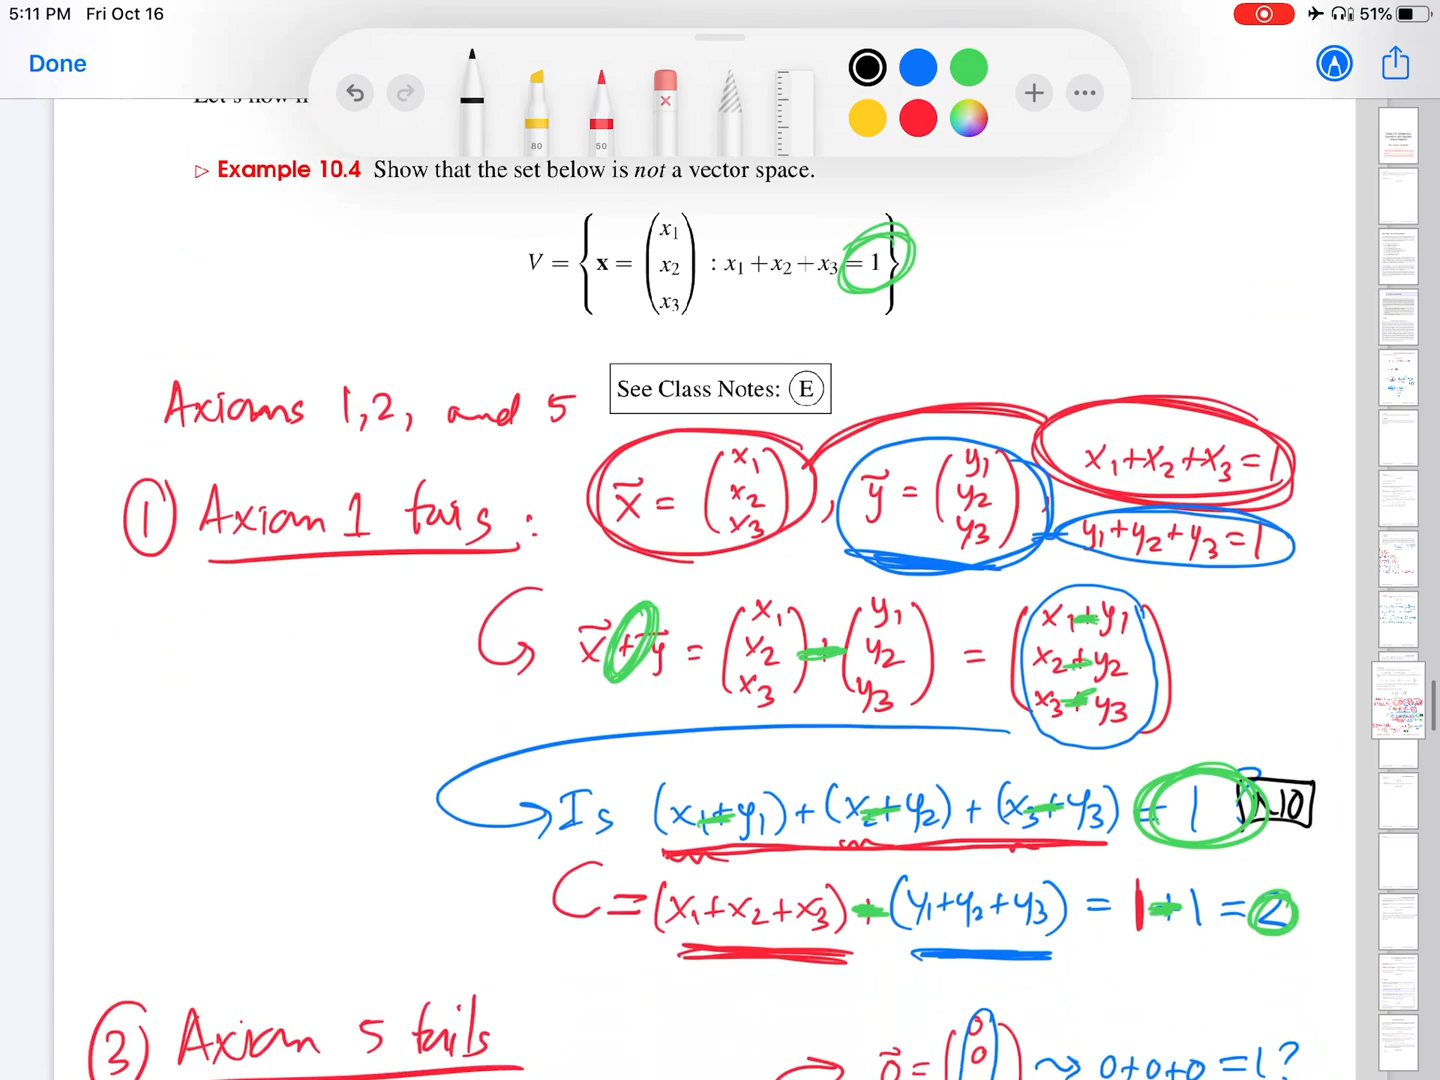 5:11 PM Fri Oct 16 51%
Done
80 50
▷ Example 10.4 Show that the set below is not a vector space.
V = { x = ( x₁ x₂ x₃ ) : x₁ + x₂ + x₃ = 1 }
See Class Notes: Ⓔ
Axioms 1, 2, and 5
① Axiom 1 fails : x⃗ = ( x₁ x₂ x₃ ) , y⃗ = ( y₁ y₂ y₃ ) , x₁+x₂+x₃ = 1
y₁+y₂+y₃ = 1
x⃗ + y⃗ = ( x₁ x₂ x₃ ) + ( y₁ y₂ y₃ ) = ( x₁+y₁ x₂+y₂ x₃+y₃ )
Is (x₁+y₁) + (x₂+y₂) + (x₃+y₃) = 1 ?
= (x₁+x₂+x₃) + (y₁+y₂+y₃) = 1+1 = 2
③ Axiom 5 fails
0⃗ = ( 0 0 ) ⇝ 0+0+0 = 1?